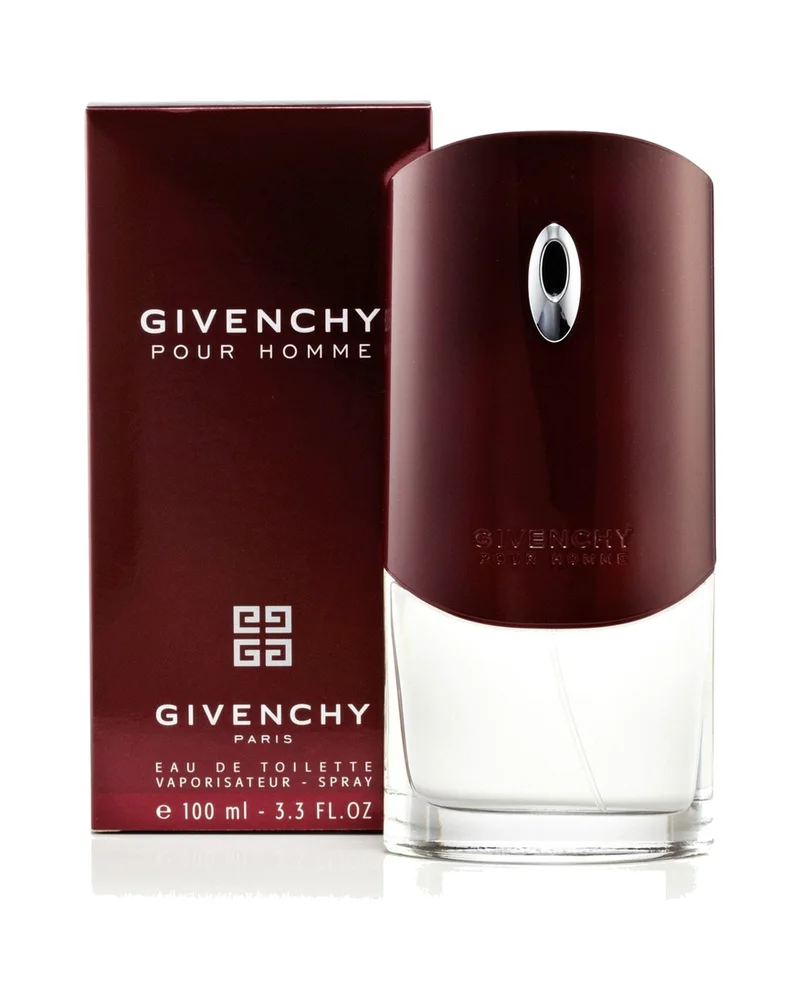 GIVENCHY
POUR HOMME
GIVENCHY
PARIS
EAU DE TOILETTE
VAPORISATEUR - SPRAY
e 100 ml - 3.3 FL.OZ
GIVENCHY
POUR HOMME